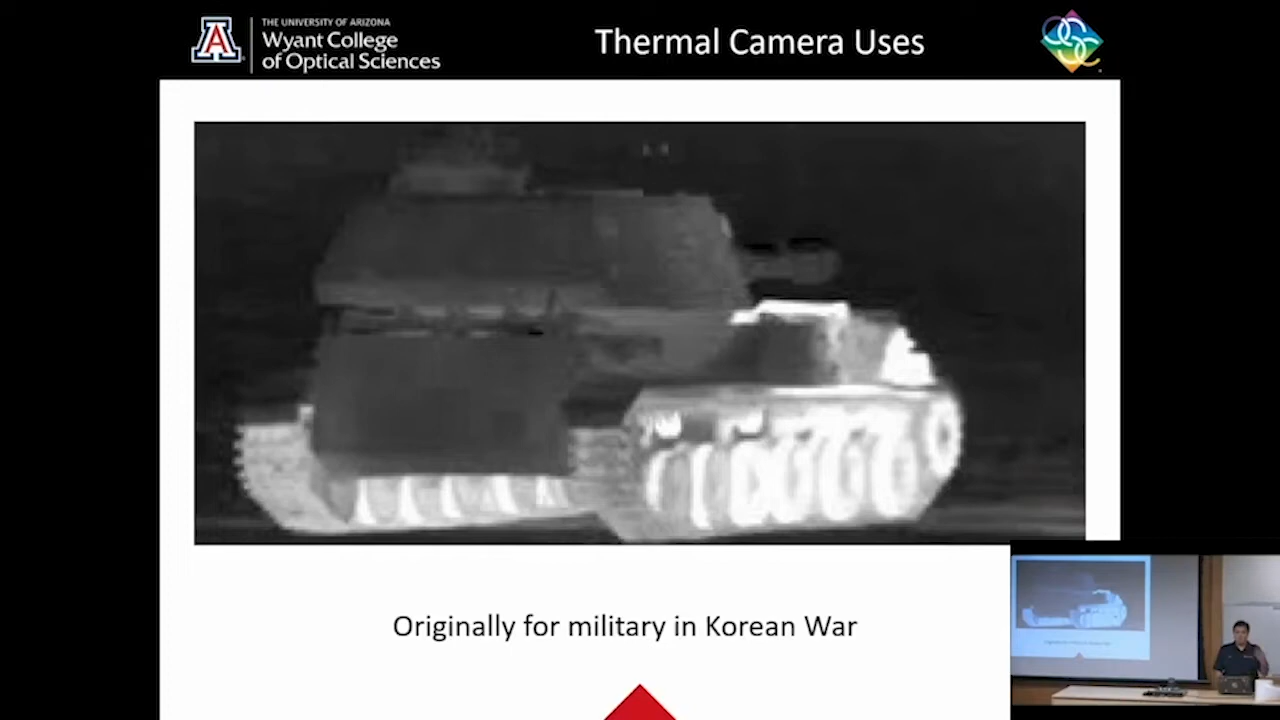 THE UNIVERSITY OF ARIZONA
Wyant College
of Optical Sciences
A
Thermal Camera Uses
Originally for military in Korean War